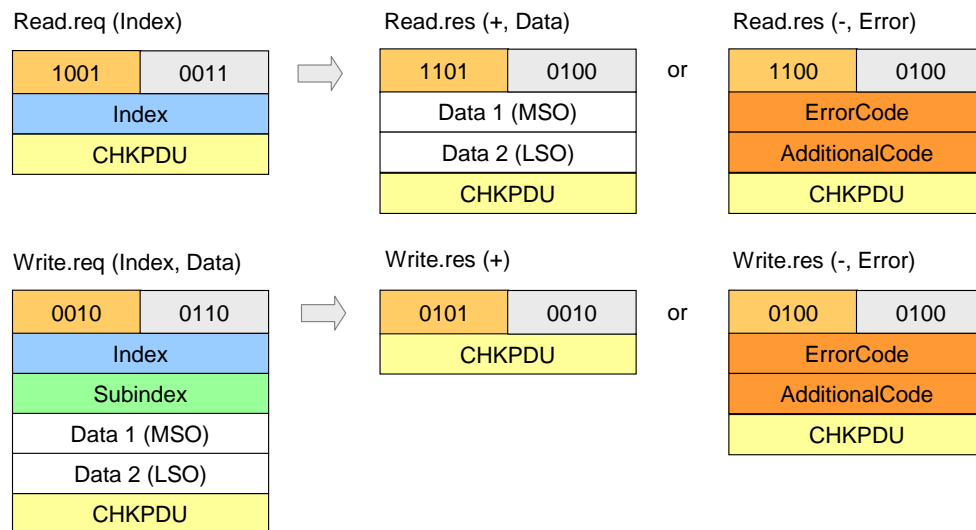 Read.req (Index)
Read.res (+, Data)
Read.res (-, Error)
1001 0011
1101 0100
or
1100 0100
Index
Data 1 (MSO)
ErrorCode
CHKPDU
Data 2 (LSO)
AdditionalCode
CHKPDU
CHKPDU
Write.req (Index, Data)
Write.res (+)
Write.res (-, Error)
0010 0110
0101 0010
or
0100 0100
Index
CHKPDU
ErrorCode
Subindex
AdditionalCode
Data 1 (MSO)
CHKPDU
Data 2 (LSO)
CHKPDU